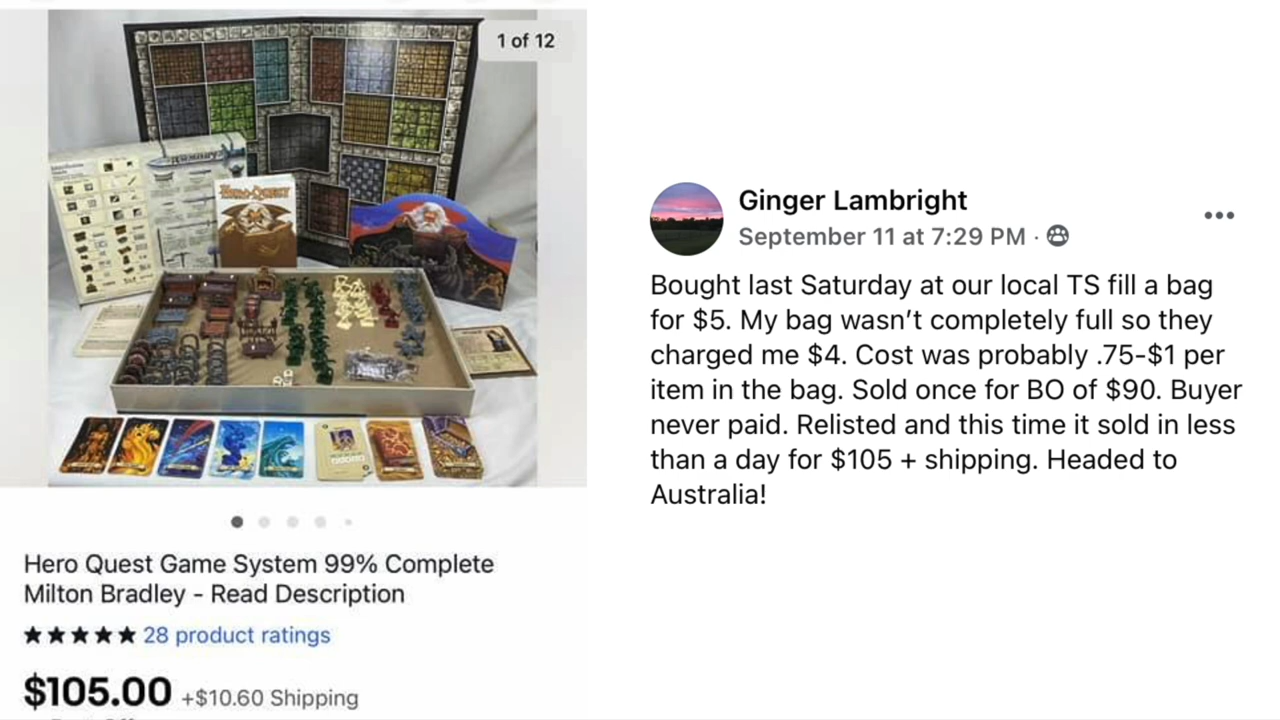 1 of 12
HeroQuest
Hero Quest Game System 99% Complete
Milton Bradley - Read Description
28 product ratings
$105.00 +$10.60 Shipping
Ginger Lambright
September 11 at 7:29 PM ·
Bought last Saturday at our local TS fill a bag
for $5. My bag wasn’t completely full so they
charged me $4. Cost was probably .75-$1 per
item in the bag. Sold once for BO of $90. Buyer
never paid. Relisted and this time it sold in less
than a day for $105 + shipping. Headed to
Australia!